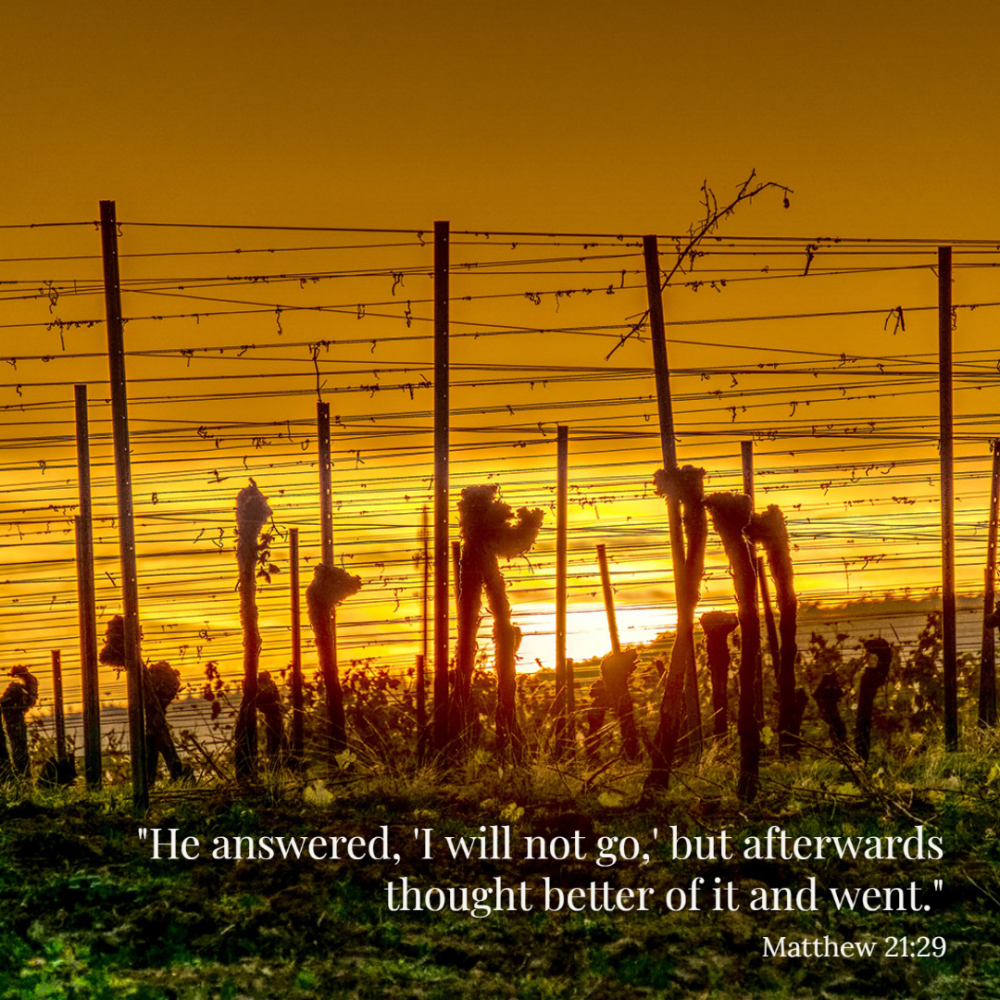 "He answered, 'I will not go,' but afterwards
thought better of it and went."
Matthew 21:29